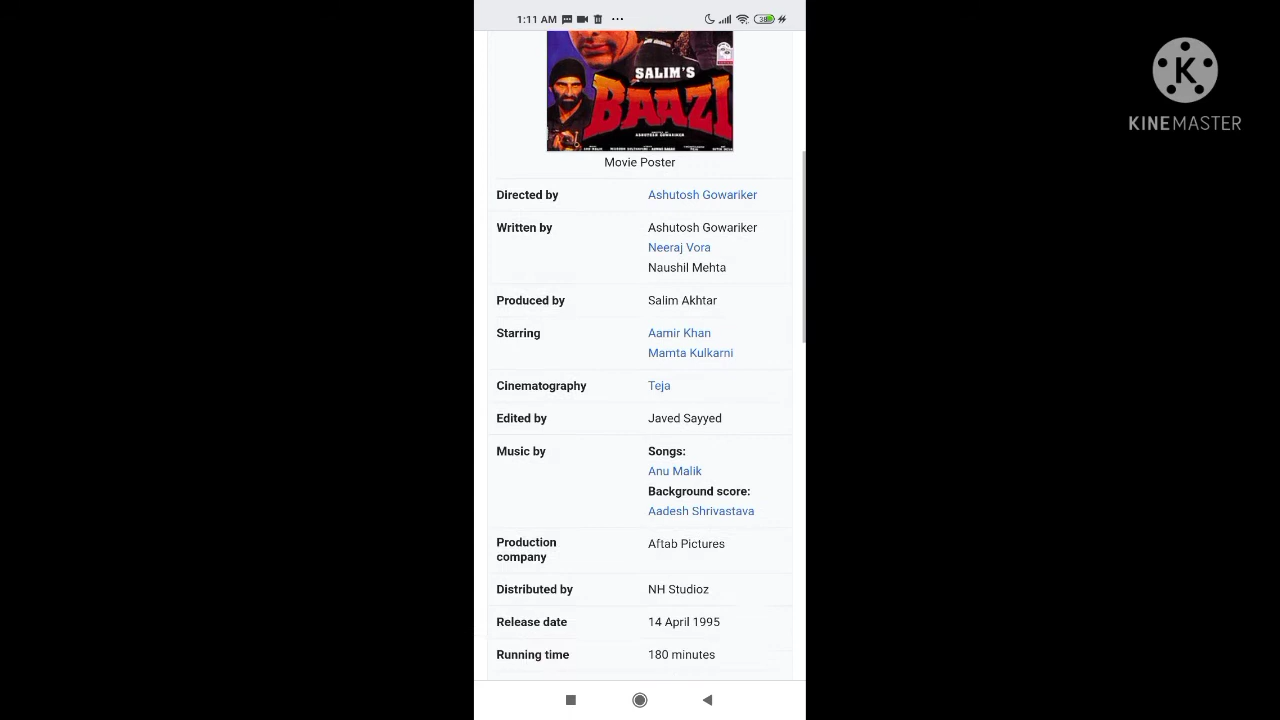 1:11 AM
38
KINEMASTER
SALIM'S
BAAZI
ASHUTOSH GOWARIKER
Movie Poster
Directed by Ashutosh Gowariker
Written by Ashutosh Gowariker
Neeraj Vora
Naushil Mehta
Produced by Salim Akhtar
Starring Aamir Khan
Mamta Kulkarni
Cinematography Teja
Edited by Javed Sayyed
Music by Songs:
Anu Malik
Background score:
Aadesh Shrivastava
Production company Aftab Pictures
Distributed by NH Studioz
Release date 14 April 1995
Running time 180 minutes